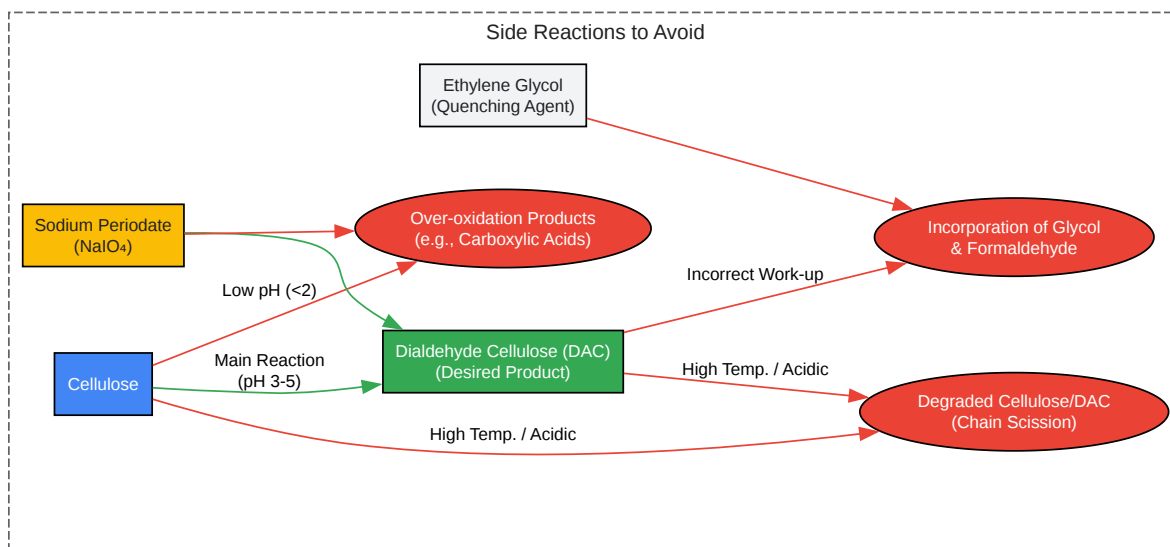 Side Reactions to Avoid
Ethylene Glycol
(Quenching Agent)
Sodium Periodate
(NaIO₄)
Over-oxidation Products
(e.g., Carboxylic Acids)
Incorporation of Glycol
& Formaldehyde
Incorrect Work-up
Low pH (<2)
Cellulose
Main Reaction
(pH 3-5)
Dialdehyde Cellulose (DAC)
(Desired Product)
High Temp. / Acidic
Degraded Cellulose/DAC
(Chain Scission)
High Temp. / Acidic